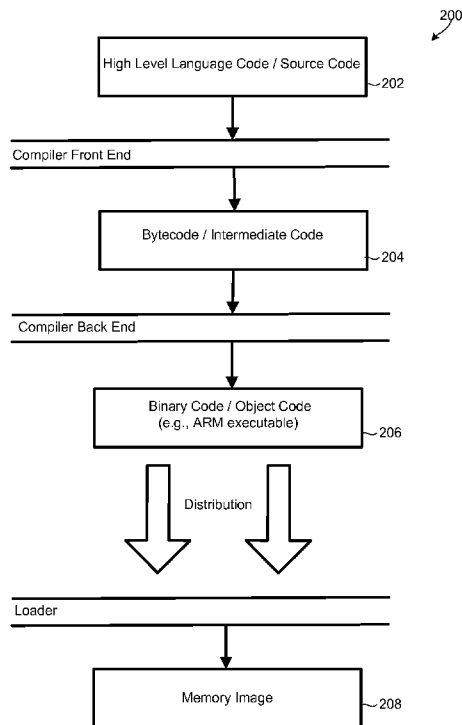 200
High Level Language Code / Source Code
202
Compiler Front End
Bytecode / Intermediate Code
204
Compiler Back End
Binary Code / Object Code
(e.g., ARM executable)
206
Distribution
Loader
Memory Image
208